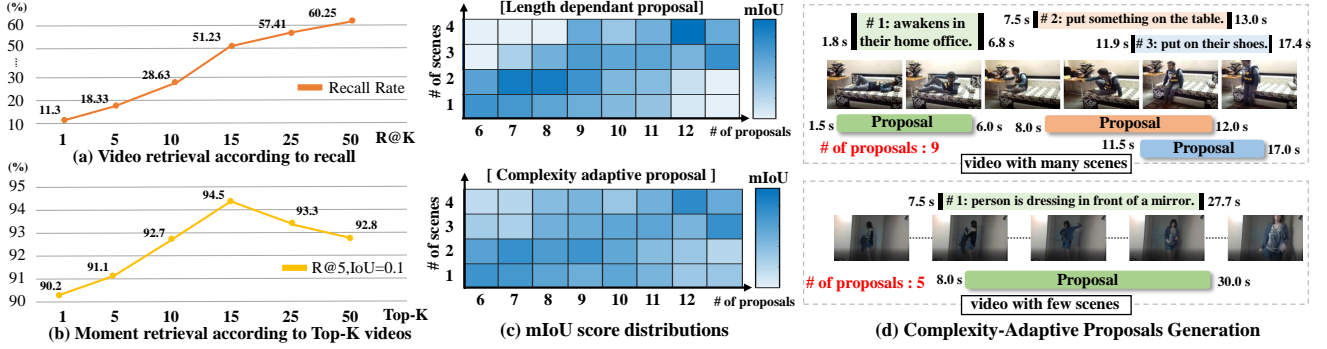 (%)
60
50
30
20
10
11.3
18.33
28.63
51.23
57.41
60.25
Recall Rate
1 5 10 15 25 50 R@K
(a) Video retrieval according to recall
(%)
95
94
93
92
91
90
90.2
91.1
92.7
94.5
93.3
92.8
R@5,IoU=0.1
1 5 10 15 25 50 Top-K
(b) Moment retrieval according to Top-K videos
[Length dependant proposal]
mIoU
# of scenes
4
3
2
1
6 7 8 9 10 11 12 # of proposals
[ Complexity adaptive proposal ]
mIoU
# of scenes
4
3
2
1
6 7 8 9 10 11 12
# of proposals
(c) mIoU score distributions
1.8 s # 1: awakens in their home office. 6.8 s
7.5 s # 2: put something on the table. 13.0 s
11.9 s # 3: put on their shoes. 17.4 s
1.5 s Proposal 6.0 s
8.0 s Proposal 12.0 s
11.5 s Proposal 17.0 s
# of proposals : 9
video with many scenes
7.5 s # 1: person is dressing in front of a mirror. 27.7 s
# of proposals : 5
8.0 s Proposal 30.0 s
video with few scenes
(d) Complexity-Adaptive Proposals Generation